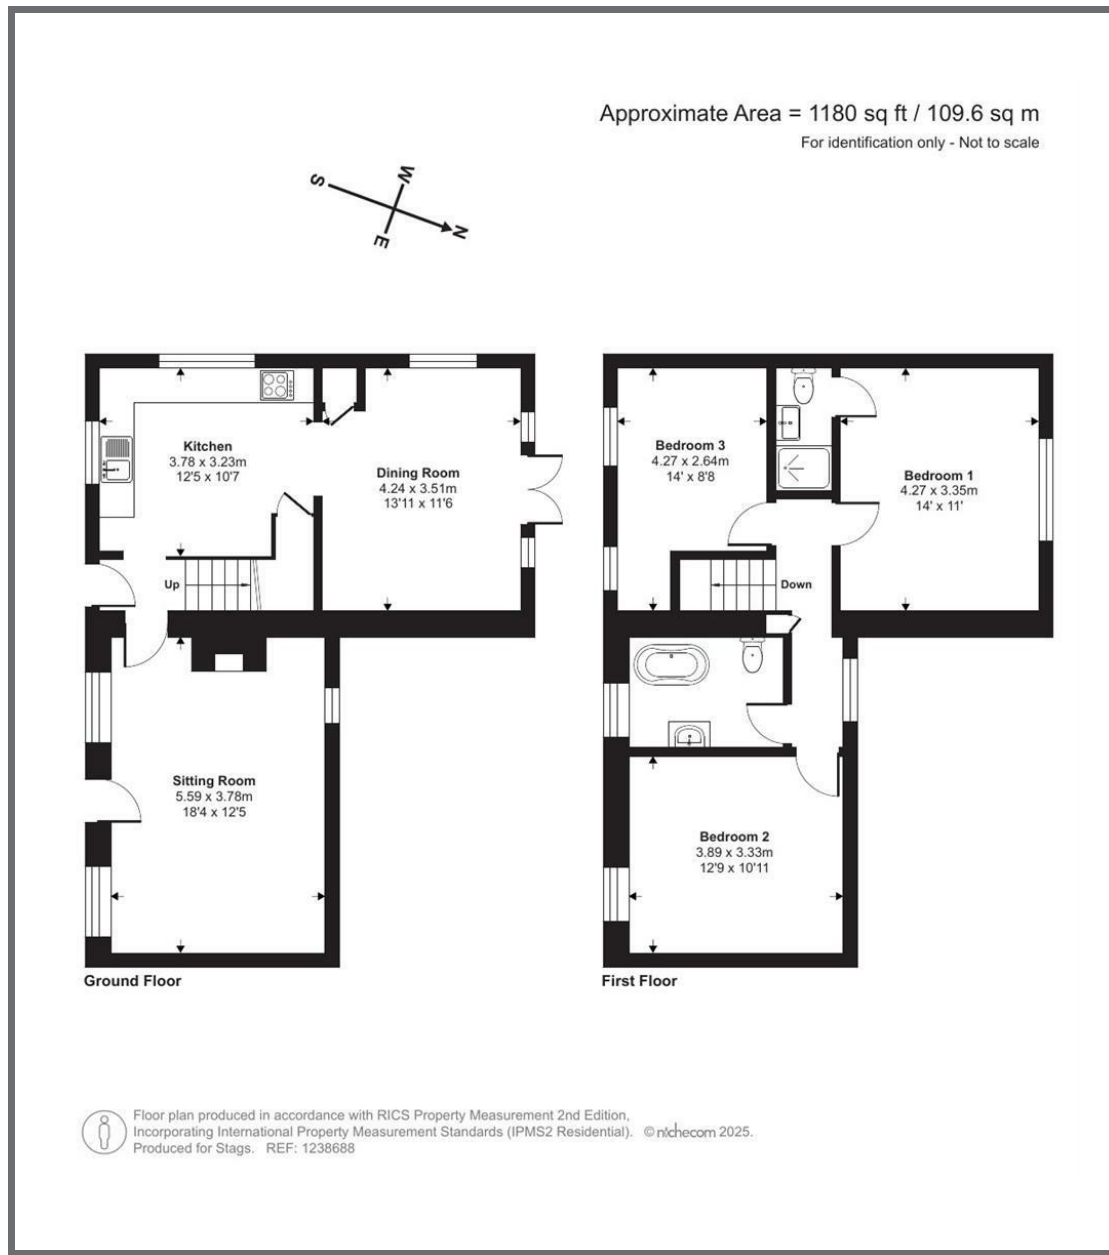 Approximate Area = 1180 sq ft / 109.6 sq m
For identification only - Not to scale
W
S
N
E
Kitchen
3.78 x 3.23m
12'5 x 10'7
Dining Room
4.24 x 3.51m
13'11 x 11'6
Up
Sitting Room
5.59 x 3.78m
18'4 x 12'5
Ground Floor
Bedroom 3
4.27 x 2.64m
14' x 8'8
Bedroom 1
4.27 x 3.35m
14' x 11'
Down
Bedroom 2
3.89 x 3.33m
12'9 x 10'11
First Floor
Floor plan produced in accordance with RICS Property Measurement 2nd Edition,
Incorporating International Property Measurement Standards (IPMS2 Residential). © nichecom 2025.
Produced for Stags. REF: 1238688